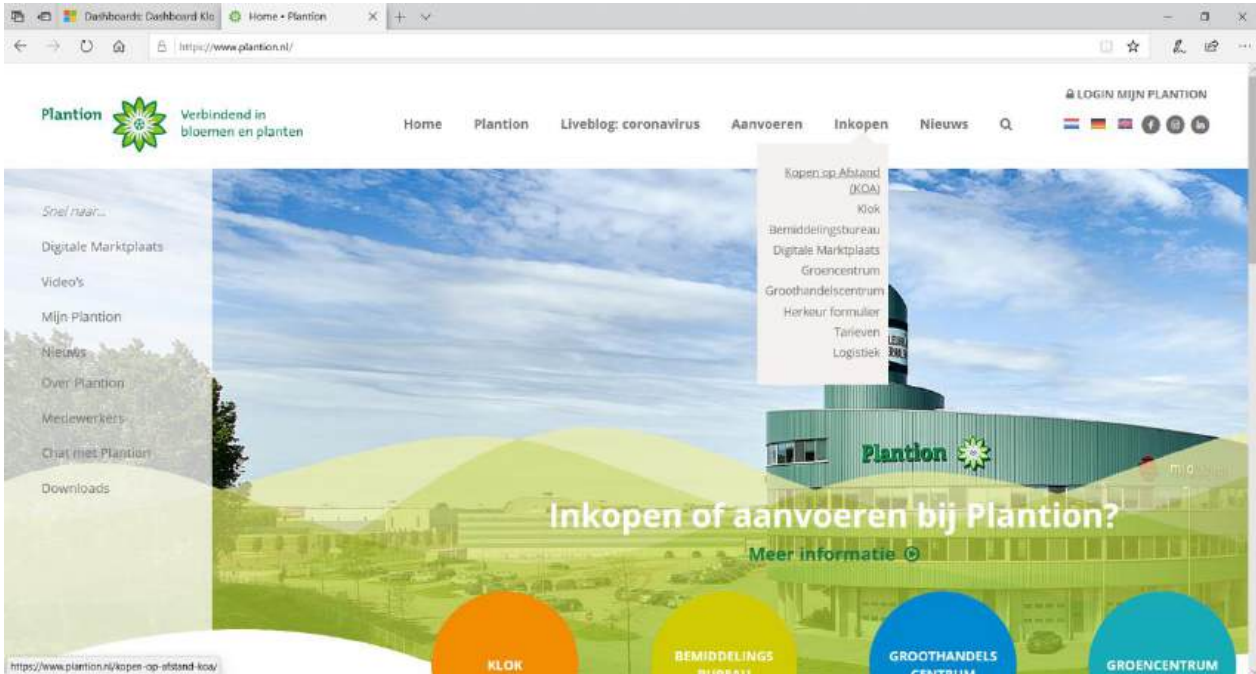 Dashboards: Dashboard Klo
Home • Plantion
https://www.plantion.nl/
LOGIN MIJN PLANTION
Plantion
Verbindend in
bloemen en planten
Home Plantion Liveblog: coronavirus Aanvoeren Inkopen Nieuws
Kopen op Afstand
(KOA)
Klok
Bemiddelingsbureau
Digitale Marktplaats
Groencentrum
Groothandelscentrum
Herkeur formulier
Tarieven
Logistiek
Snel naar...
Digitale Marktplaats
Video's
Mijn Plantion
Nieuws
Over Plantion
Medewerkers
Chat met Plantion
Downloads
Plantion
Inkopen of aanvoeren bij Plantion?
Meer informatie
KLOK
BEMIDDELINGS
BUREAU
GROOTHANDELS
CENTRUM
GROENCENTRUM
https://www.plantion.nl/kopen-op-afstand-koa/